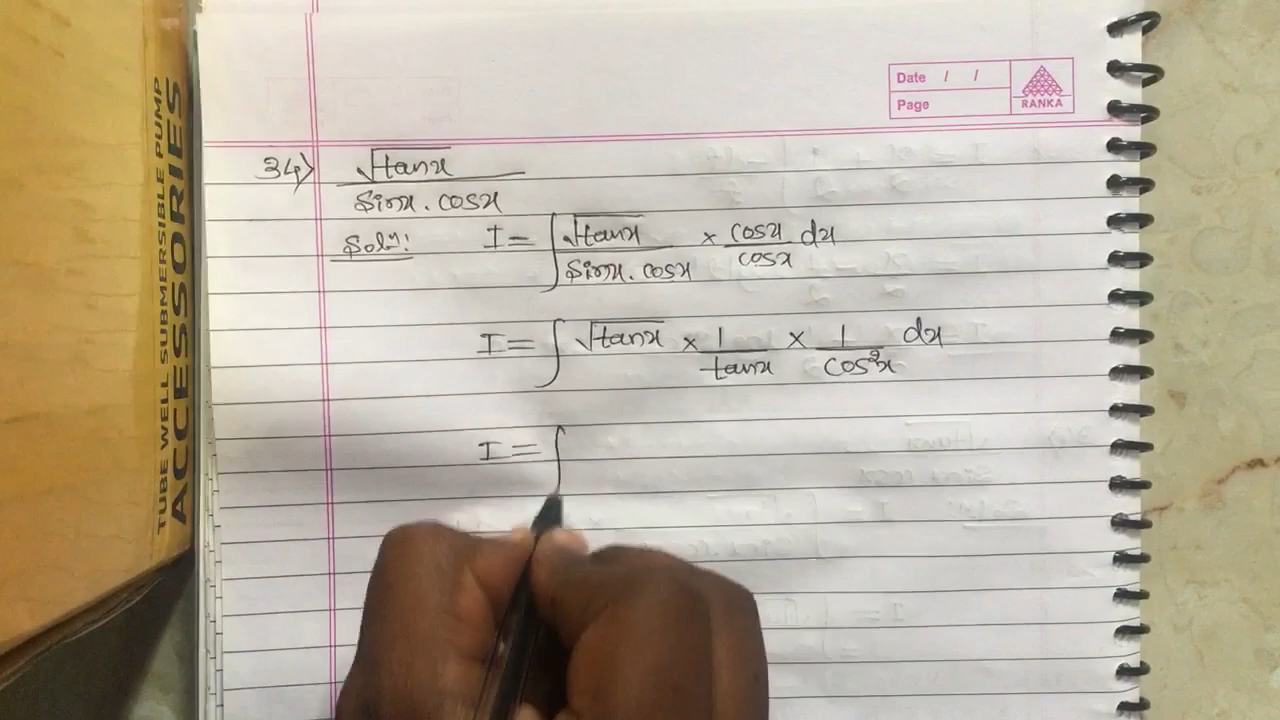 TUBE WELL SUBMERSIBLE PUMP
ACCESSORIES
Date / /
Page
RANKA
34) √tanx
sinx . cosx
Solⁿ: I = ∫ √tanx / sinx . cosx × cosx / cosx dx
I = ∫ √tanx × 1 / tanx × 1 / cos²x dx
I = ∫